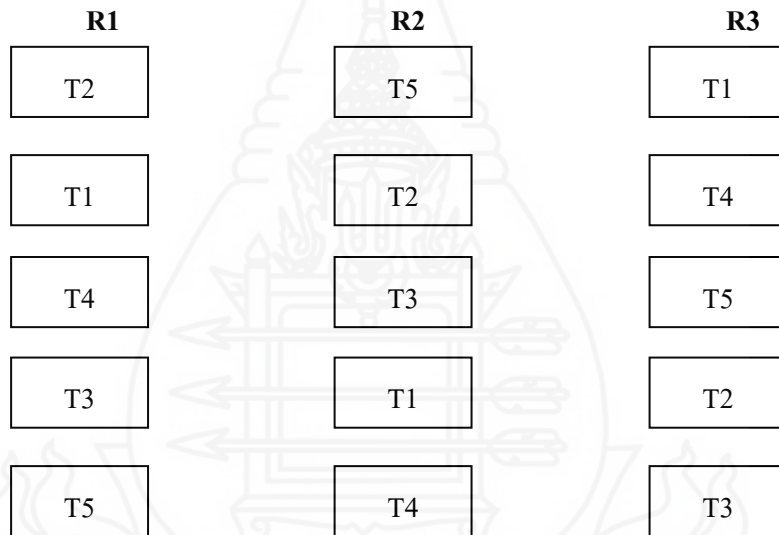 R1 R2 R3
T2 T5 T1
T1 T2 T4
T4 T3 T5
T3 T1 T2
T5 T4 T3